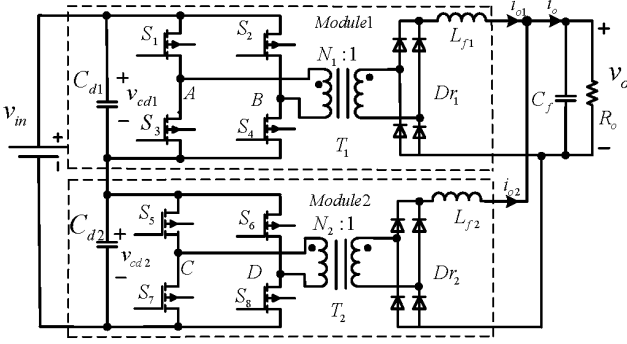 Module1
S1
S2
N1:1
Lf1
io1
io
+
Cd1
+
vcd1
−
A
B
Dr1
Cf
Ro
vo
vin
+
S3
S4
T1
−
Module2
io2
S5
S6
N2:1
Lf2
Cd2
+
vcd2
−
C
D
Dr2
S7
S8
T2